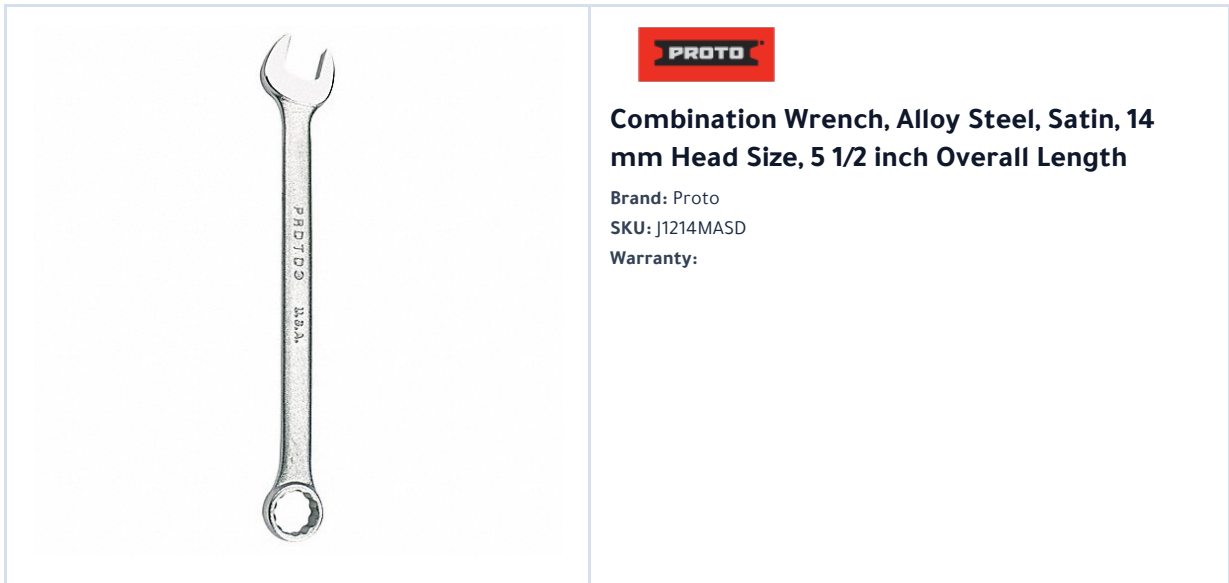 PROTO
Combination Wrench, Alloy Steel, Satin, 14
mm Head Size, 5 1/2 inch Overall Length
Brand: Proto
SKU: J1214MASD
Warranty:
PROTO
U.S.A.